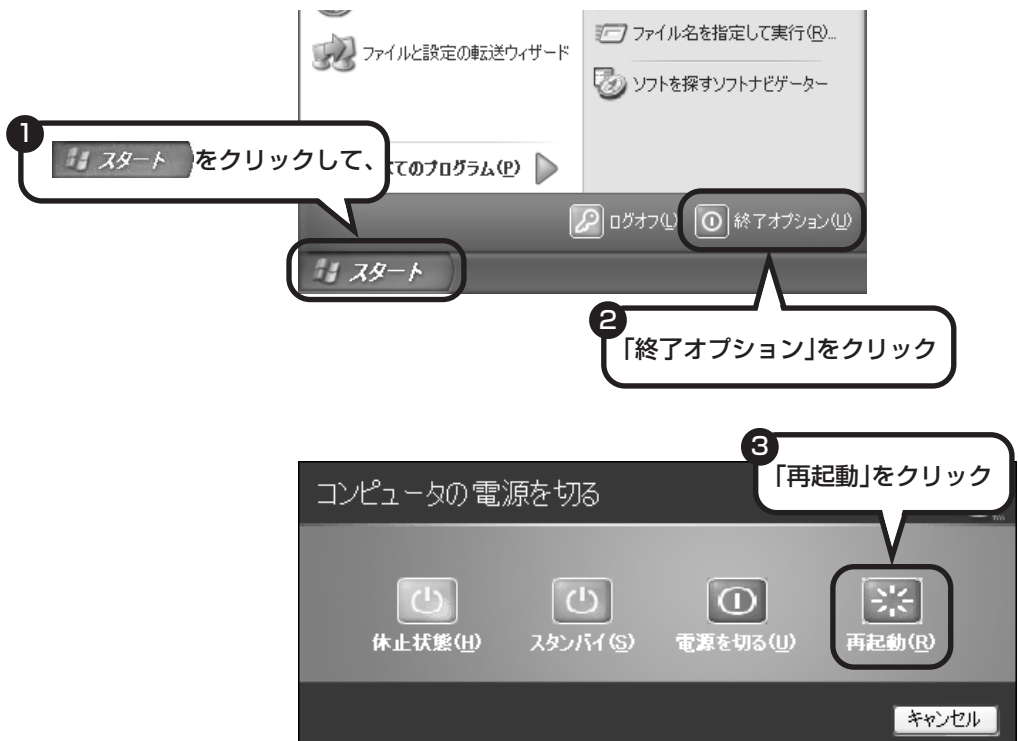 ファイルと設定の転送ウィザード
ファイル名を指定して実行(R)...
ソフトを探すソフトナビゲーター
❶
スタート をクリックして、
てのプログラム(P)
ログオフ(L)
終了オプション(U)
スタート
❷
「終了オプション」をクリック
❸
「再起動」をクリック
コンピュータの電源を切る
休止状態(H)
スタンバイ(S)
電源を切る(U)
再起動(R)
キャンセル